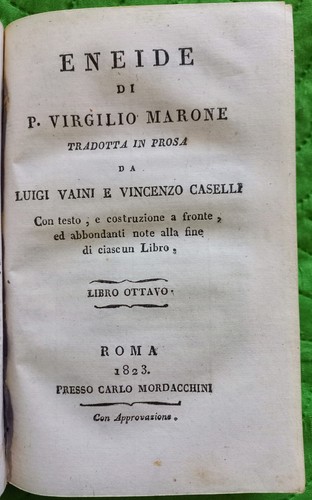 ENEIDE
DI
P. VIRGILIO MARONE
TRADOTTA IN PROSA
DA
LUIGI VAINI E VINCENZO CASELLI
Con testo, e costruzione a fronte,
ed abbondanti note alla fine
di ciascun Libro.
LIBRO OTTAVO.
ROMA
1823.
PRESSO CARLO MORDACCHINI
Con Approvazione.